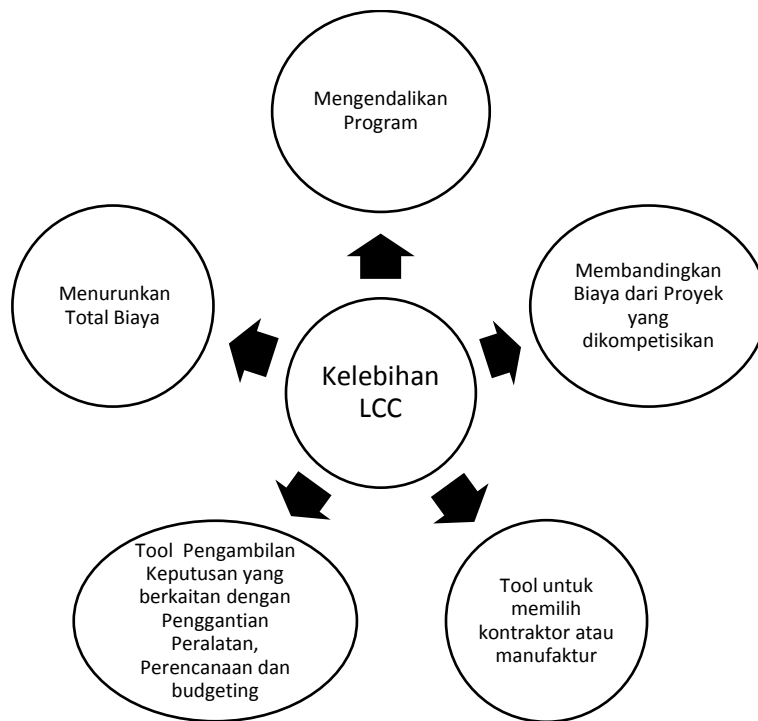 Mengendalikan
Program
Menurunkan
Total Biaya
Membandingkan
Biaya dari Proyek
yang
dikompetisikan
Kelebihan
LCC
Tool Pengambilan
Keputusan yang
berkaitan dengan
Penggantian
Peralatan,
Perencanaan dan
budgeting
Tool untuk
memilih
kontraktor atau
manufaktur